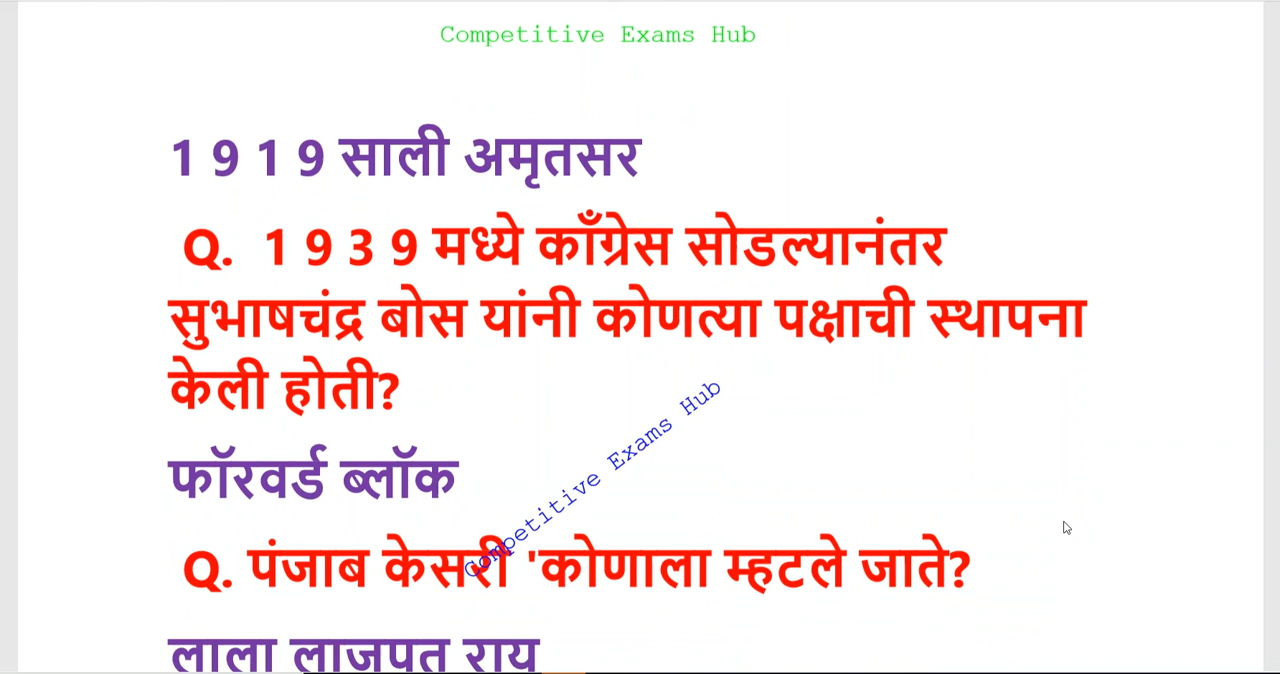 Competitive Exams Hub
1 9 1 9 साली अमृतसर
Q. 1 9 3 9 मध्ये काँग्रेस सोडल्यानंतर
सुभाषचंद्र बोस यांनी कोणत्या पक्षाची स्थापना
केली होती?
फॉरवर्ड ब्लॉक
Competitive Exams Hub
Q. पंजाब केसरी 'कोणाला म्हटले जाते?
लाला लाजपत राय